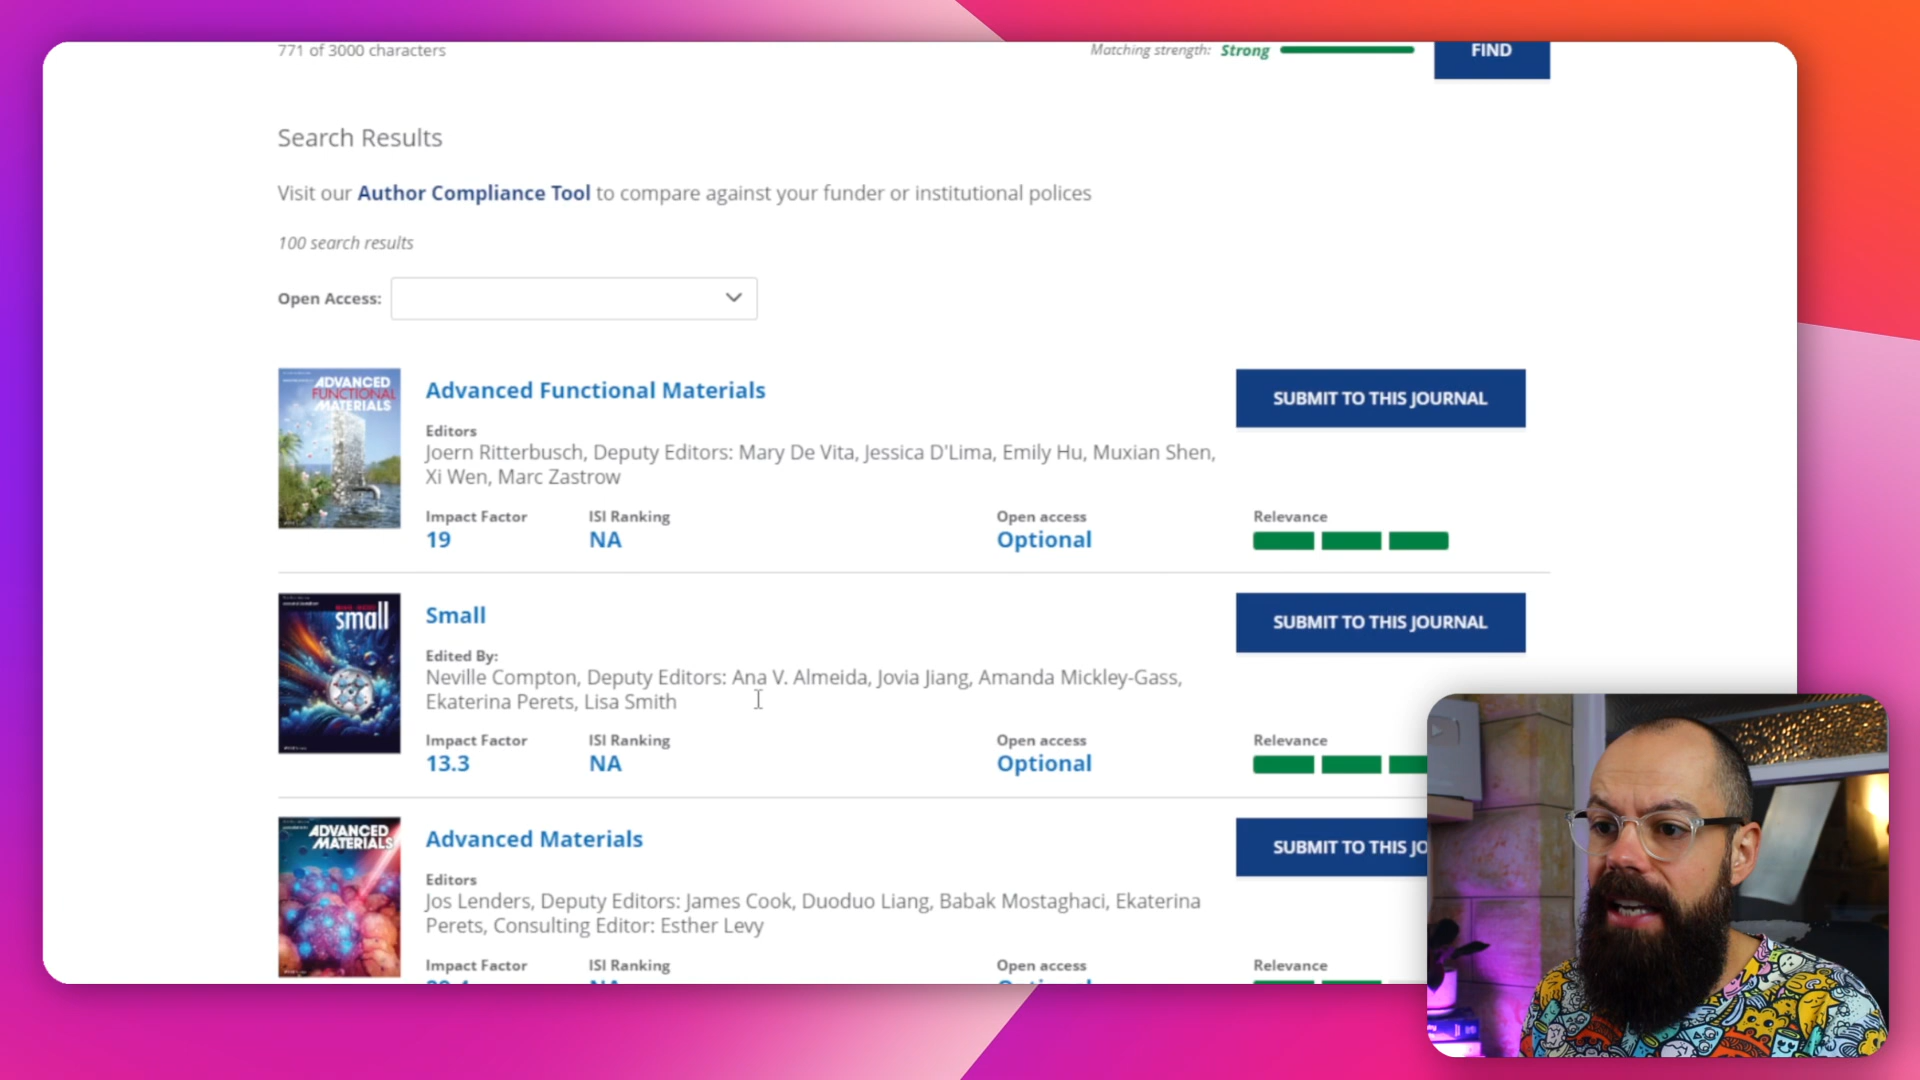 771 of 3000 characters
Matching strength: Strong
FIND
Search Results
Visit our Author Compliance Tool to compare against your funder or institutional polices
100 search results
Open Access:
ADVANCED
FUNCTIONAL
MATERIALS
Advanced Functional Materials
SUBMIT TO THIS JOURNAL
Editors
Joern Ritterbusch, Deputy Editors: Mary De Vita, Jessica D'Lima, Emily Hu, Muxian Shen,
Xi Wen, Marc Zastrow
Impact Factor
ISI Ranking
Open access
Relevance
19
NA
Optional
small
Small
SUBMIT TO THIS JOURNAL
Edited By:
Neville Compton, Deputy Editors: Ana V. Almeida, Jovia Jiang, Amanda Mickley-Gass,
Ekaterina Perets, Lisa Smith
Impact Factor
ISI Ranking
Open access
Relevance
13.3
NA
Optional
ADVANCED
MATERIALS
Advanced Materials
SUBMIT TO THIS JO
Editors
Jos Lenders, Deputy Editors: James Cook, Duoduo Liang, Babak Mostaghaci, Ekaterina
Perets, Consulting Editor: Esther Levy
Impact Factor
ISI Ranking
Open access
Relevance